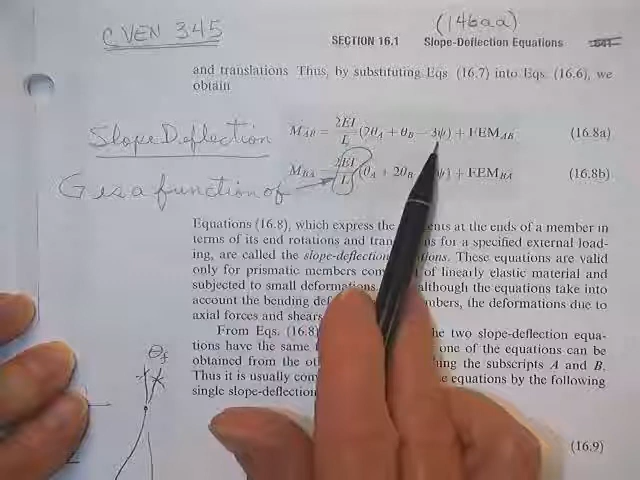 (146aa)
CVEN 345
SECTION 16.1 Slope-Deflection Equations
and translations Thus, by substituting Eqs (16.7) into Eqs. (16.6), we
obtain
Slope Deflection
M_AB = 2EI/L (2θ_A + θ_B − 3ψ) + FEM_AB (16.8a)
G is a function of
M_BA = 2EI/L (θ_A + 2θ_B ψ) + FEM_BA (16.8b)
Equations (16.8), which express the at the ends of a member in
terms of its end rotations and for a specified external load-
ing, are called the slope-deflection These equations are valid
only for prismatic members of linearly elastic material and
subjected to small although the equations take into
account the bending the deformations due to
axial forces and shears
From Eqs. (16.8) the two slope-deflection equa-
tions have the same one of the equations can be
obtained from the the subscripts A and B.
Thus it is usually equations by the following
single slope-deflection
θ_f
(16.9)